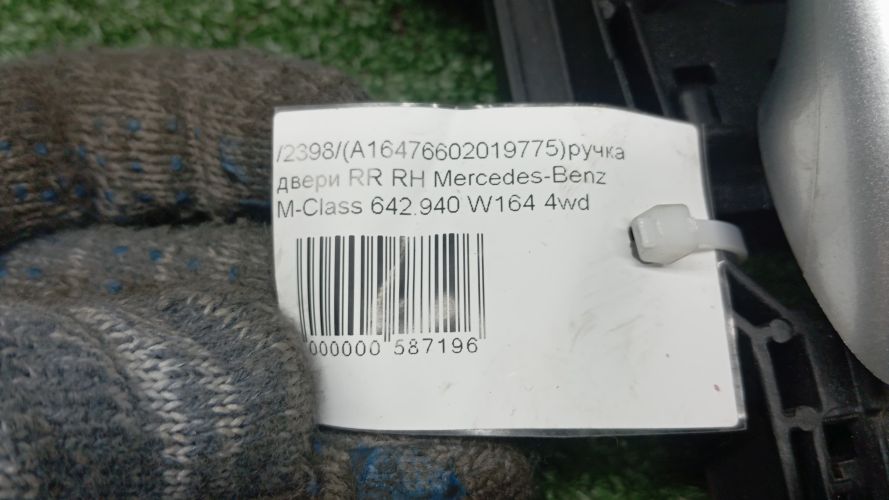 /2398/(A16476602019775)ручка
двери RR RH Mercedes-Benz
M-Class 642.940 W164 4wd
000000 587196